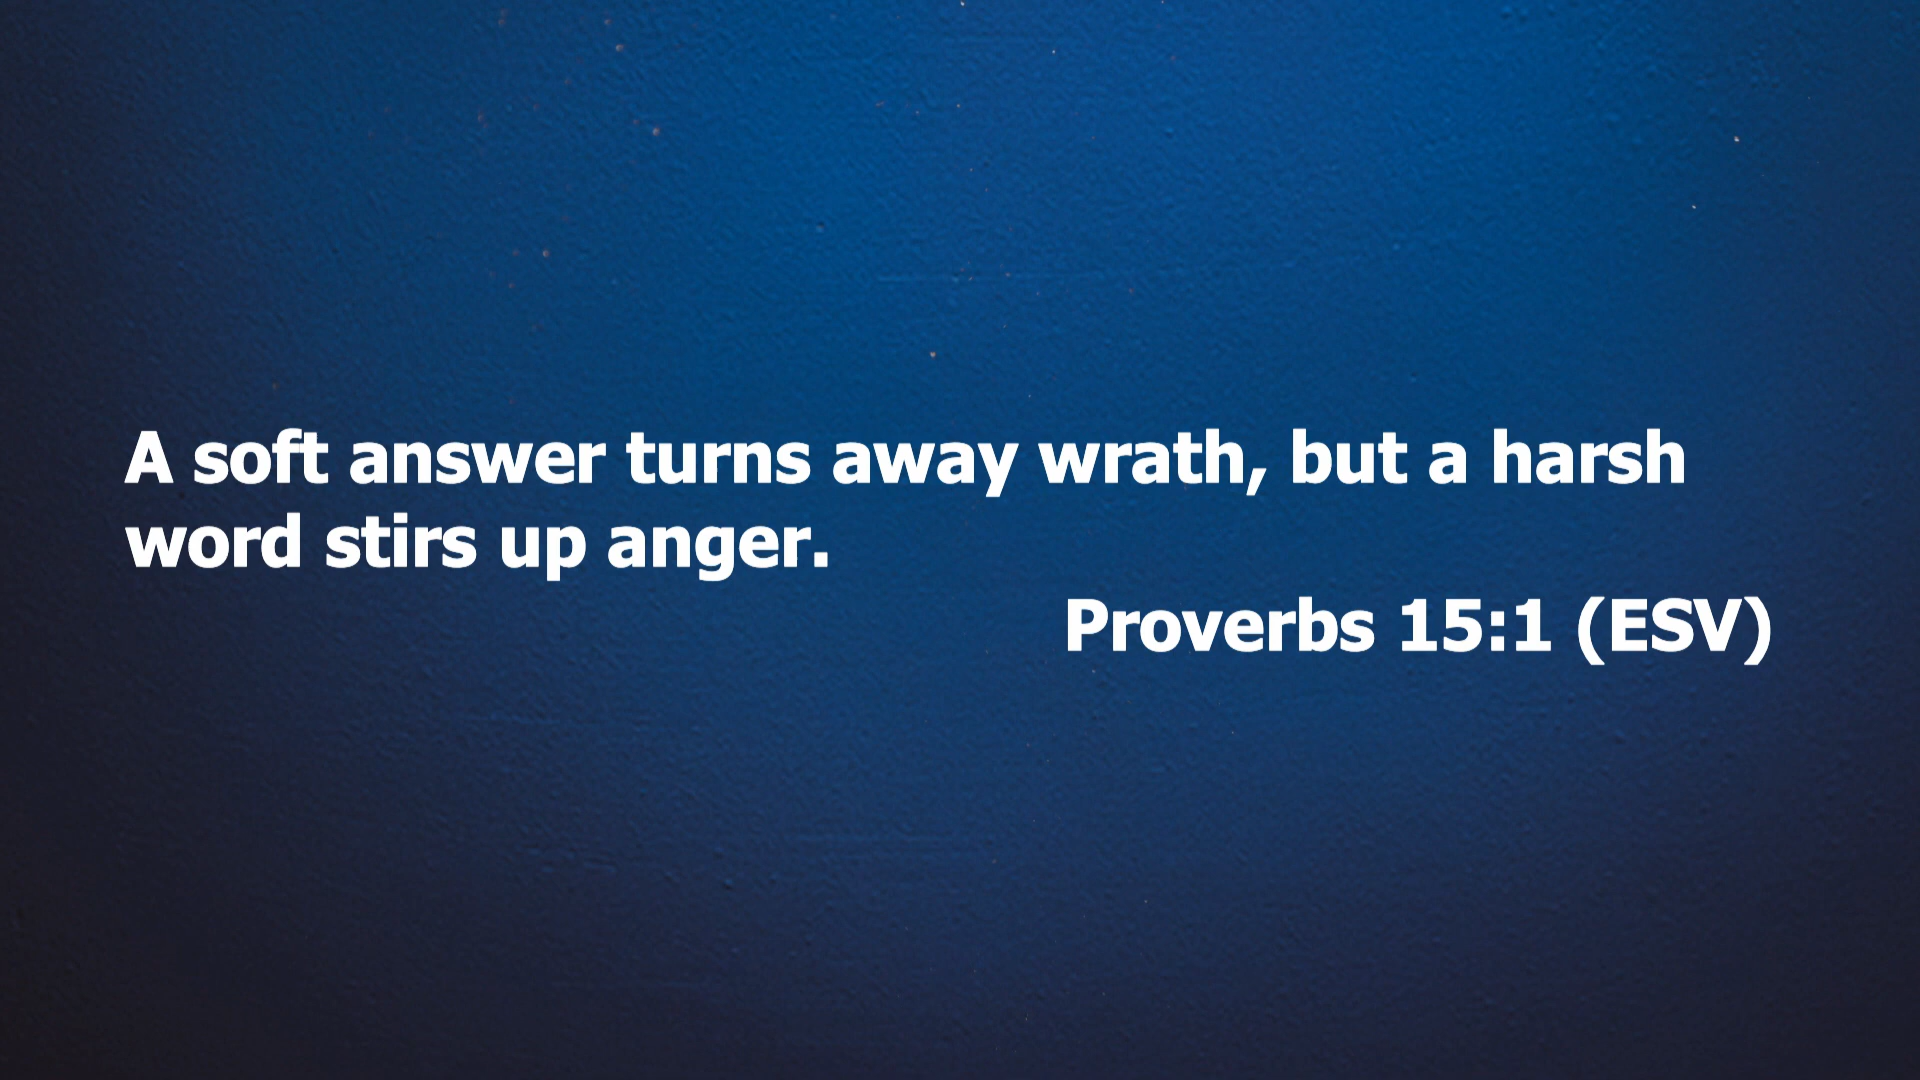 A soft answer turns away wrath, but a harsh
word stirs up anger.
Proverbs 15:1 (ESV)